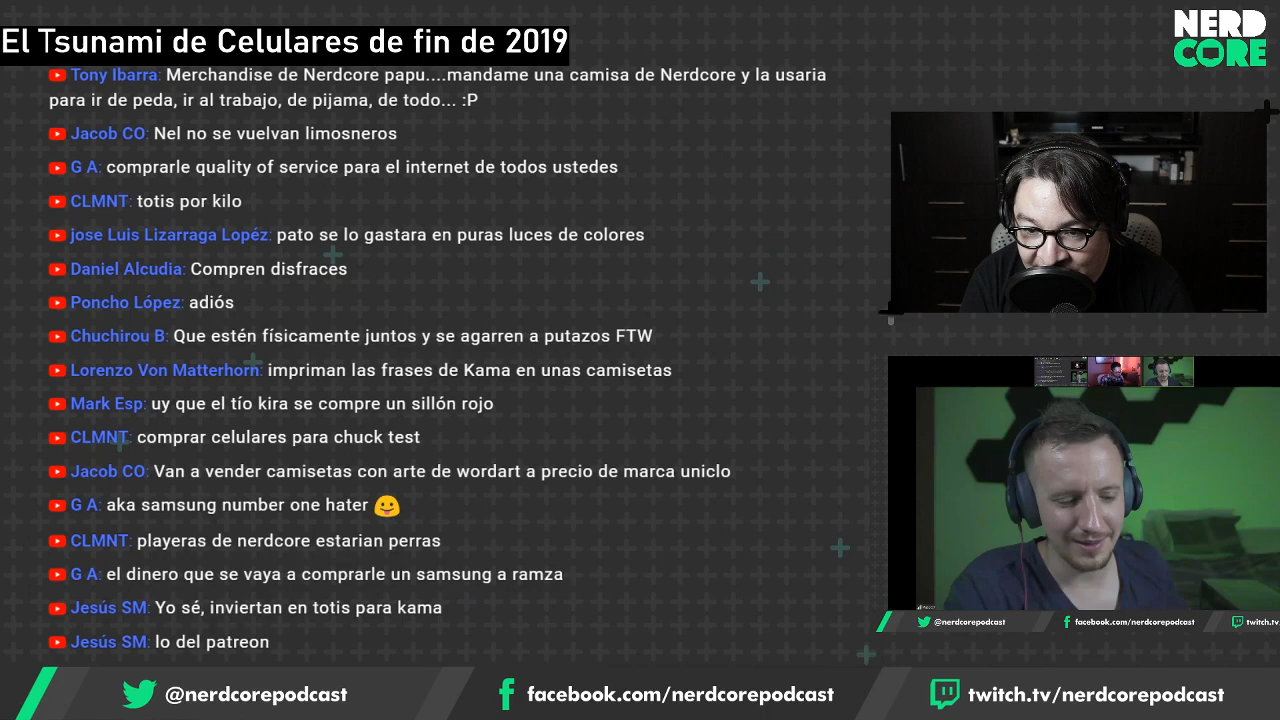 El Tsunami de Celulares de fin de 2019
NERD
CORE
Tony Ibarra: Merchandise de Nerdcore papu....mandame una camisa de Nerdcore y la usaria
para ir de peda, ir al trabajo, de pijama, de todo... :P
Jacob CO: Nel no se vuelvan limosneros
G A: comprarle quality of service para el internet de todos ustedes
CLMNT: totis por kilo
jose Luis Lizarraga Lopéz: pato se lo gastara en puras luces de colores
Daniel Alcudia: Compren disfraces
Poncho López: adiós
Chuchirou B: Que estén físicamente juntos y se agarren a putazos FTW
Lorenzo Von Matterhorn: impriman las frases de Kama en unas camisetas
Mark Esp: uy que el tío kira se compre un sillón rojo
CLMNT: comprar celulares para chuck test
Jacob CO: Van a vender camisetas con arte de wordart a precio de marca uniclo
G A: aka samsung number one hater 😛
CLMNT: playeras de nerdcore estarian perras
G A: el dinero que se vaya a comprarle un samsung a ramza
Jesús SM: Yo sé, inviertan en totis para kama
Jesús SM: lo del patreon
@nerdcorepodcast facebook.com/nerdcorepodcast twitch.tv
@nerdcorepodcast facebook.com/nerdcorepodcast twitch.tv/nerdcorepodcast